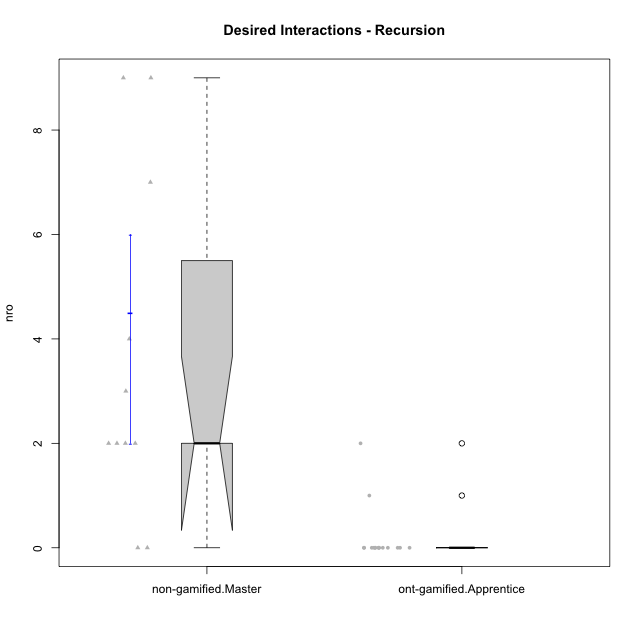 Desired Interactions - Recursion
nro
8
6
4
2
0
non-gamified.Master
ont-gamified.Apprentice